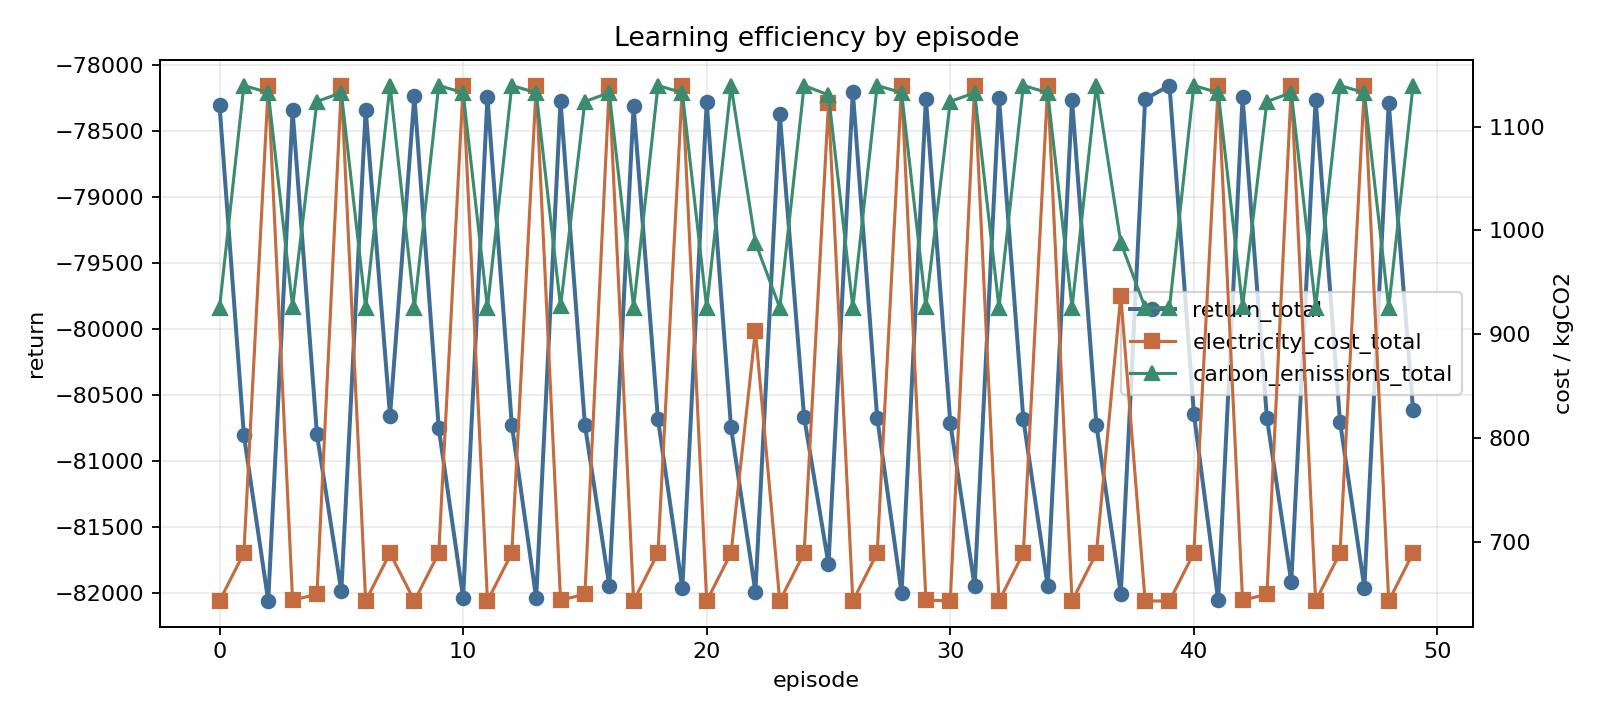 Learning efficiency by episode
−78000
−78500
−79000
−79500
−80000
−80500
−81000
−81500
−82000
return
1100
1000
900
800
700
cost / kgCO2
return_total
electricity_cost_total
carbon_emissions_total
0 10 20 30 40 50
episode